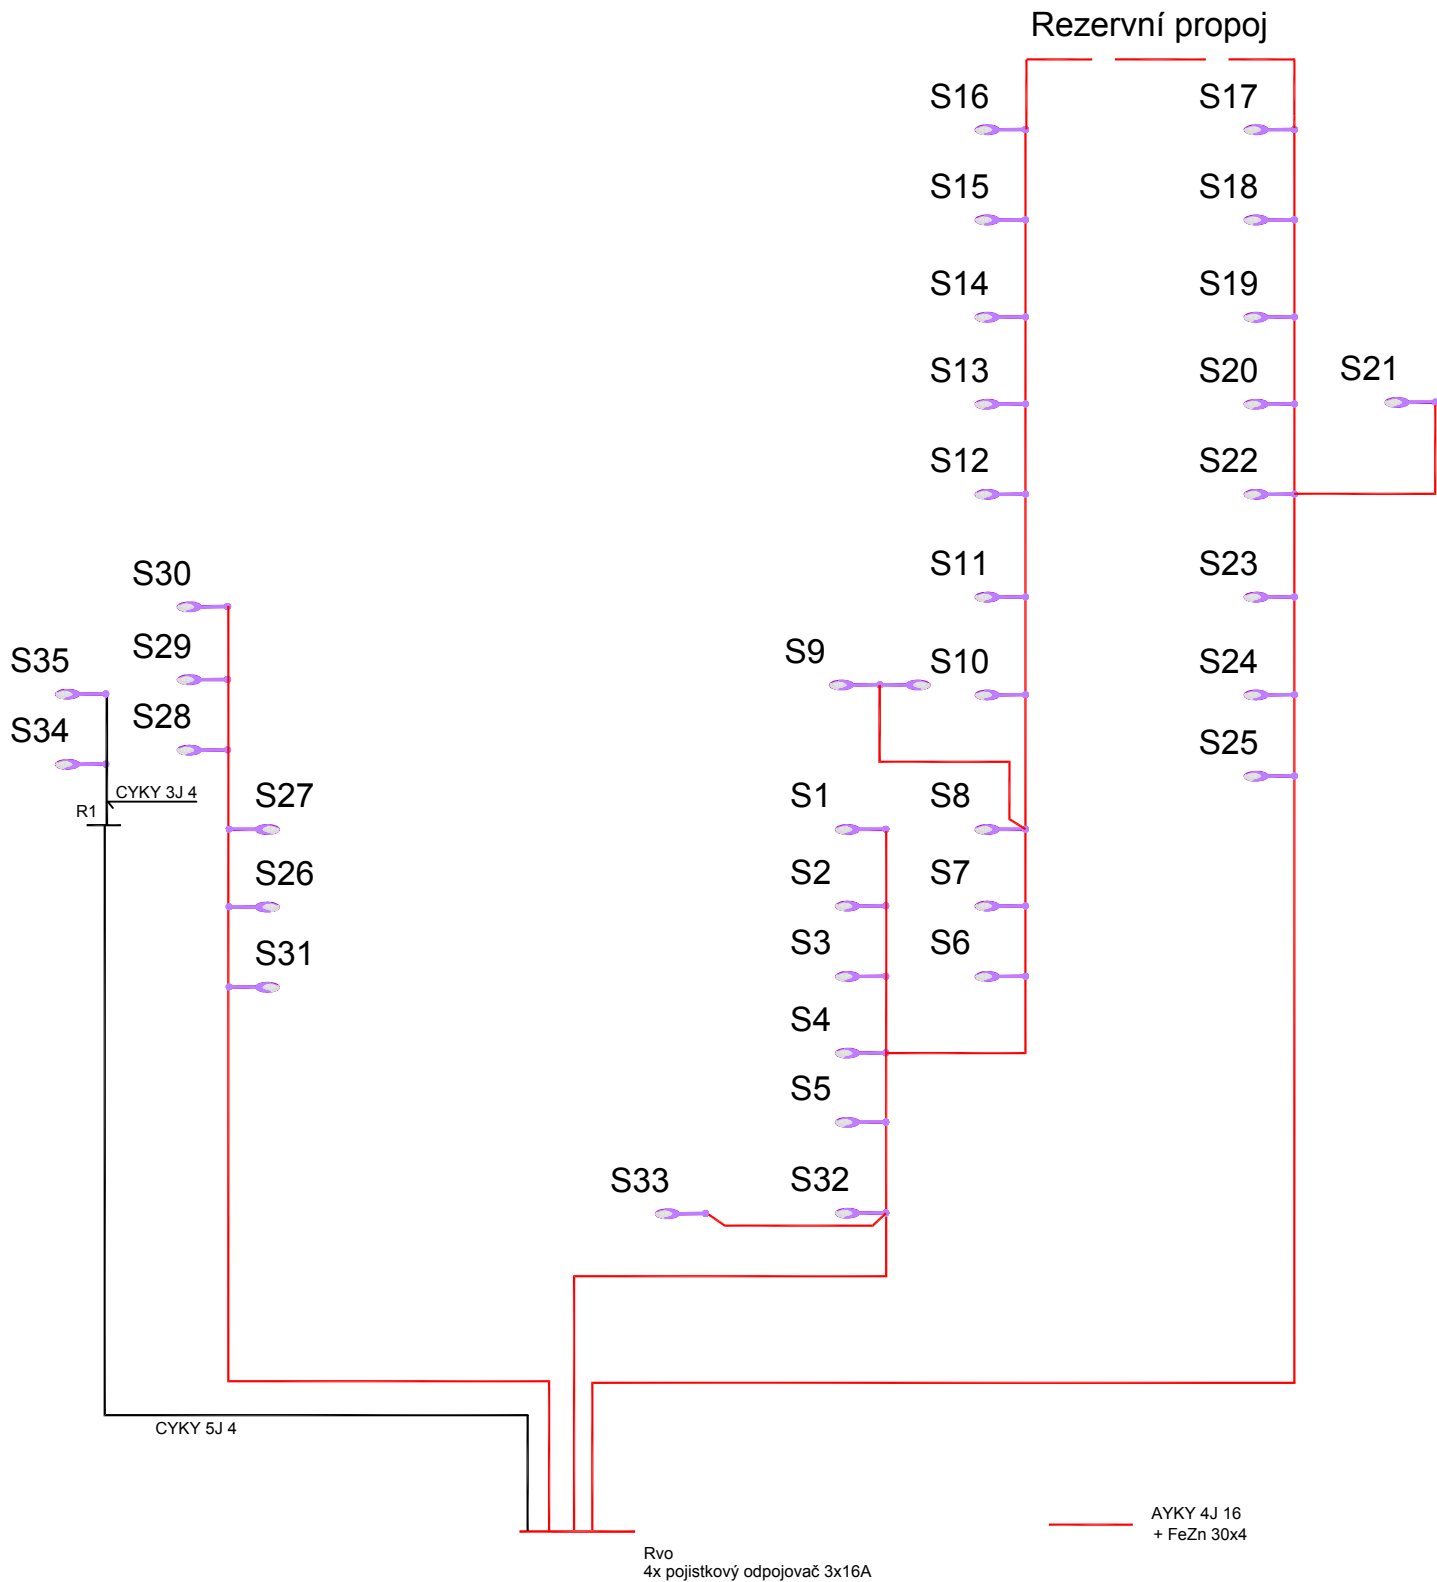 Rezervní propoj
S16
S17
S15
S18
S14
S19
S13
S20
S21
S12
S22
S11
S23
S30
S9
S10
S24
S29
S35
S28
S34
S25
CYKY 3J 4
R1
S27
S1
S8
S26
S2
S7
S31
S3
S6
S4
S5
S33
S32
CYKY 5J 4
AYKY 4J 16
+ FeZn 30x4
Rvo
4x pojistkový odpojovač 3x16A